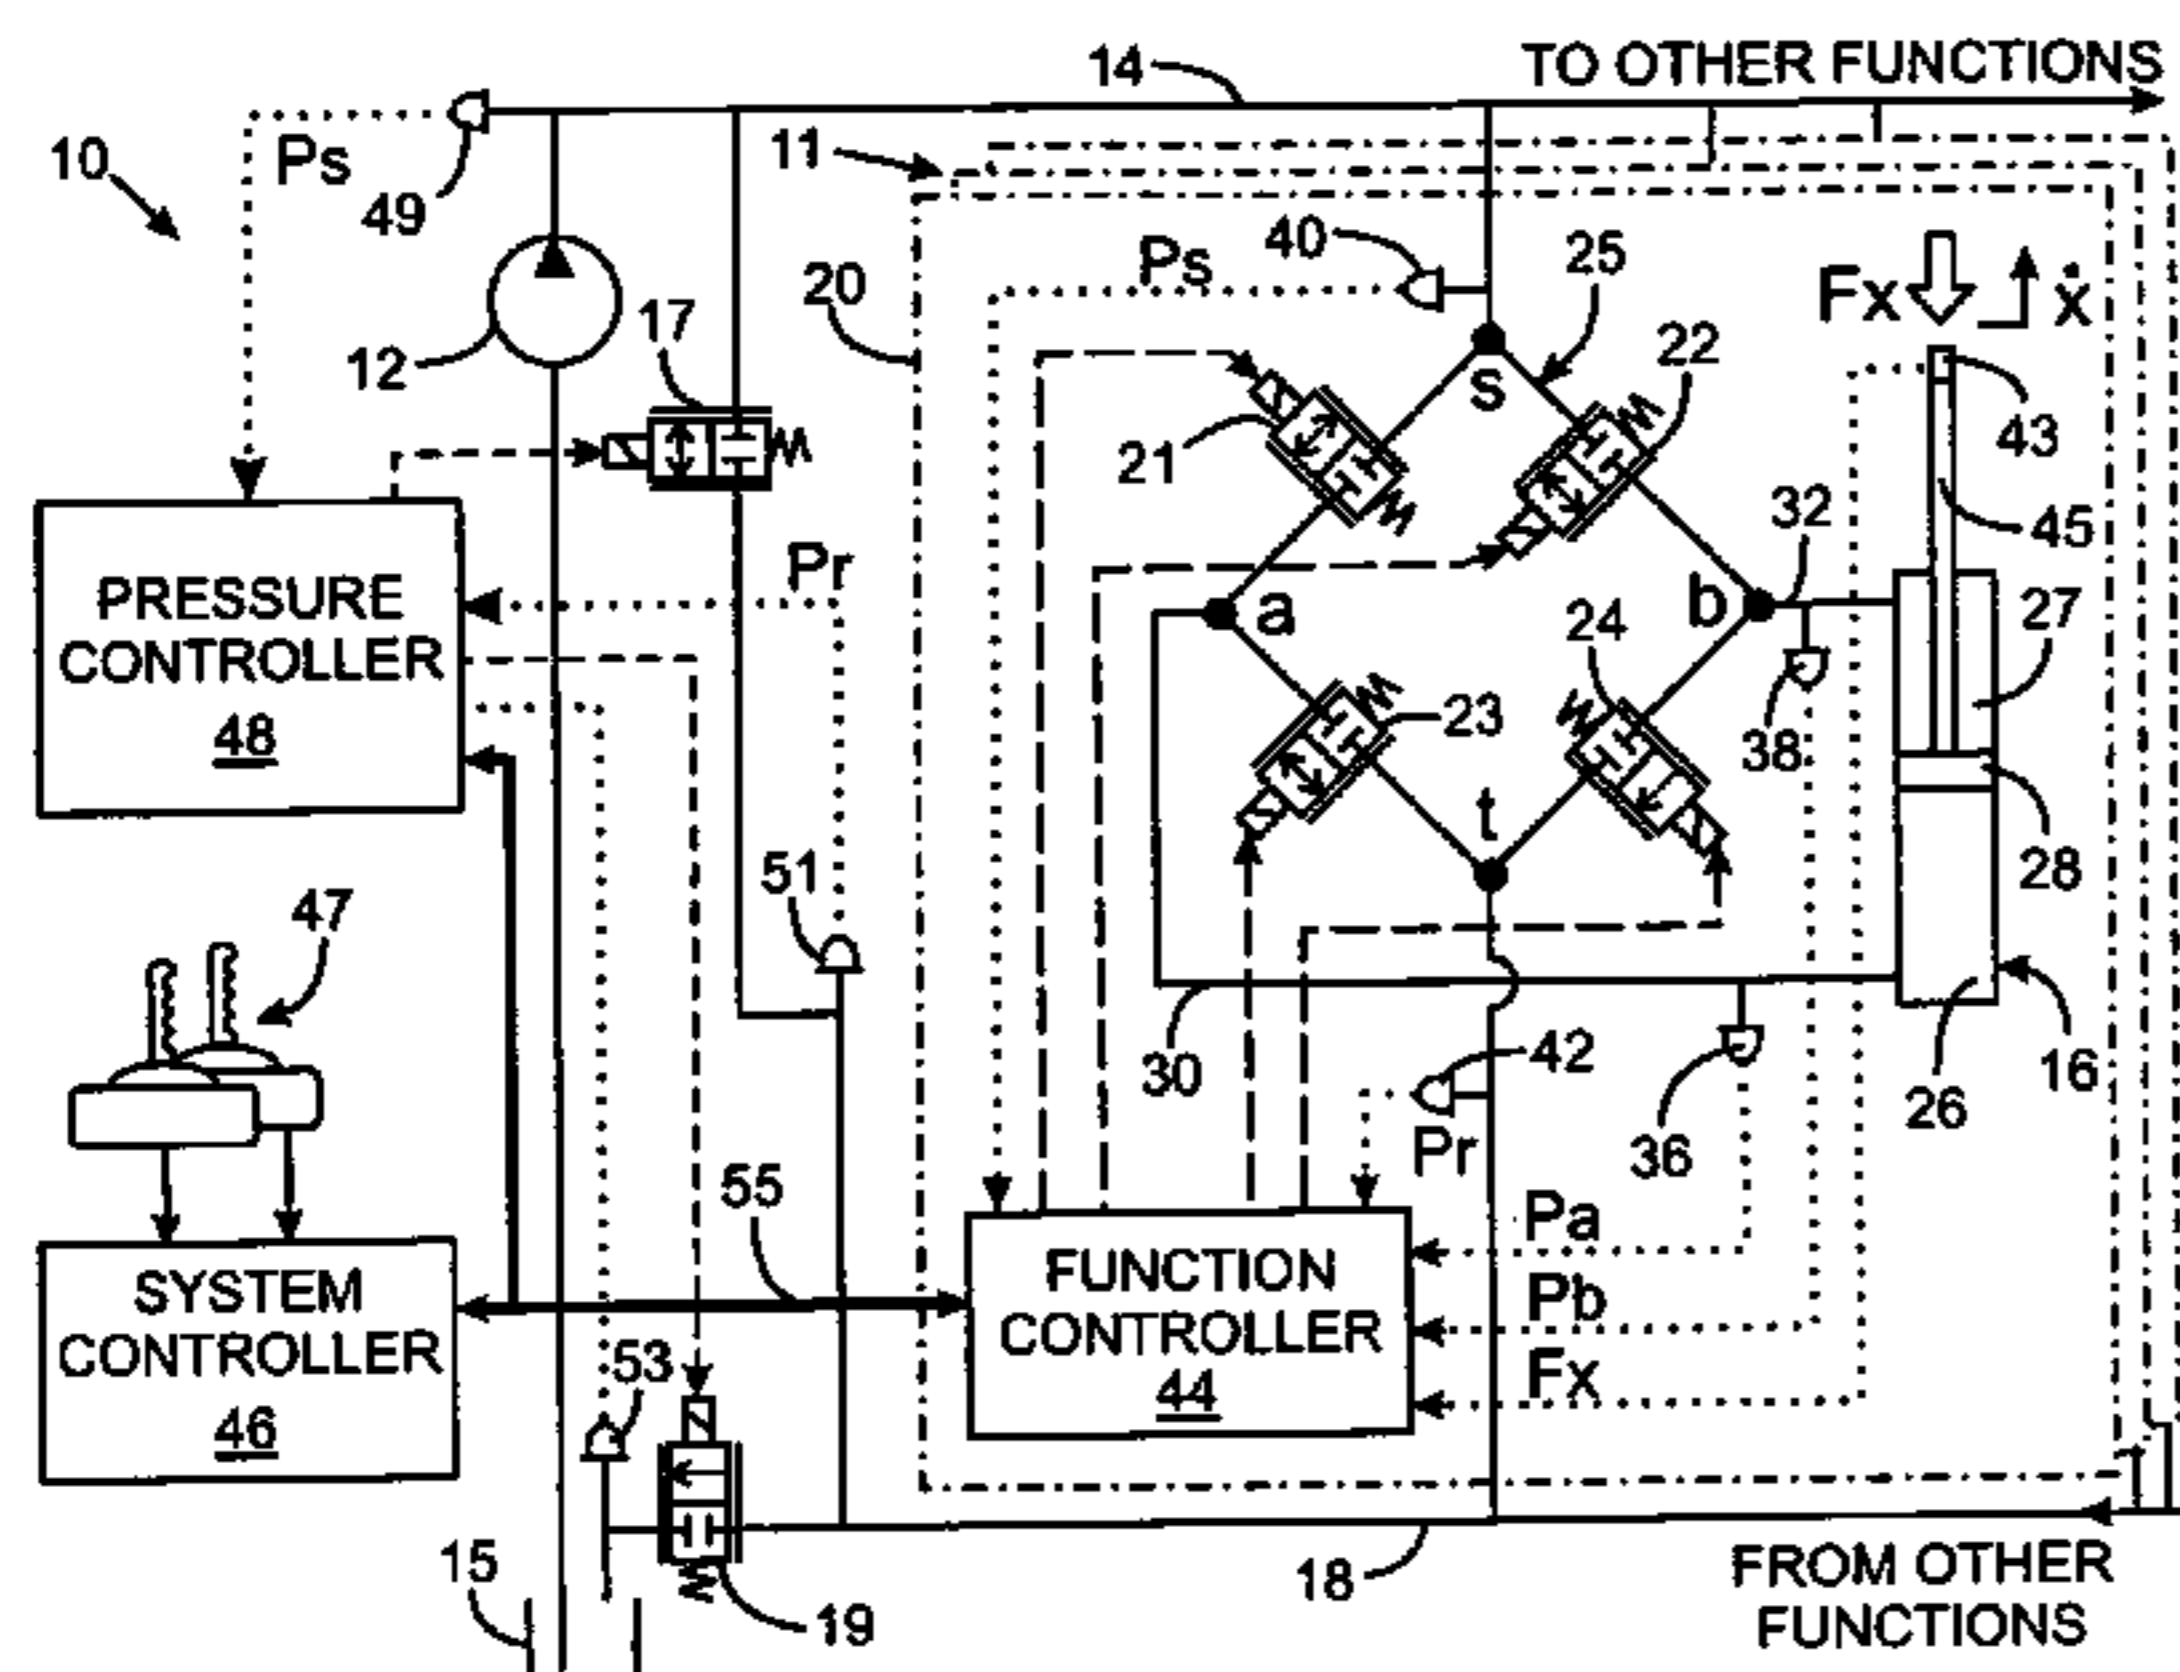 14
TO OTHER FUNCTIONS
10
Ps
49
11
20
Ps
40
25
Fx
ẋ
12
17
22
s
21
43
32
45
Pr
PRESSURE
CONTROLLER
48
a
b
24
27
23
38
t
28
51
47
42
30
16
26
36
Pr
55
Pa
Pb
Fx
FUNCTION
CONTROLLER
44
SYSTEM
CONTROLLER
46
53
15
19
18
FROM OTHER
FUNCTIONS